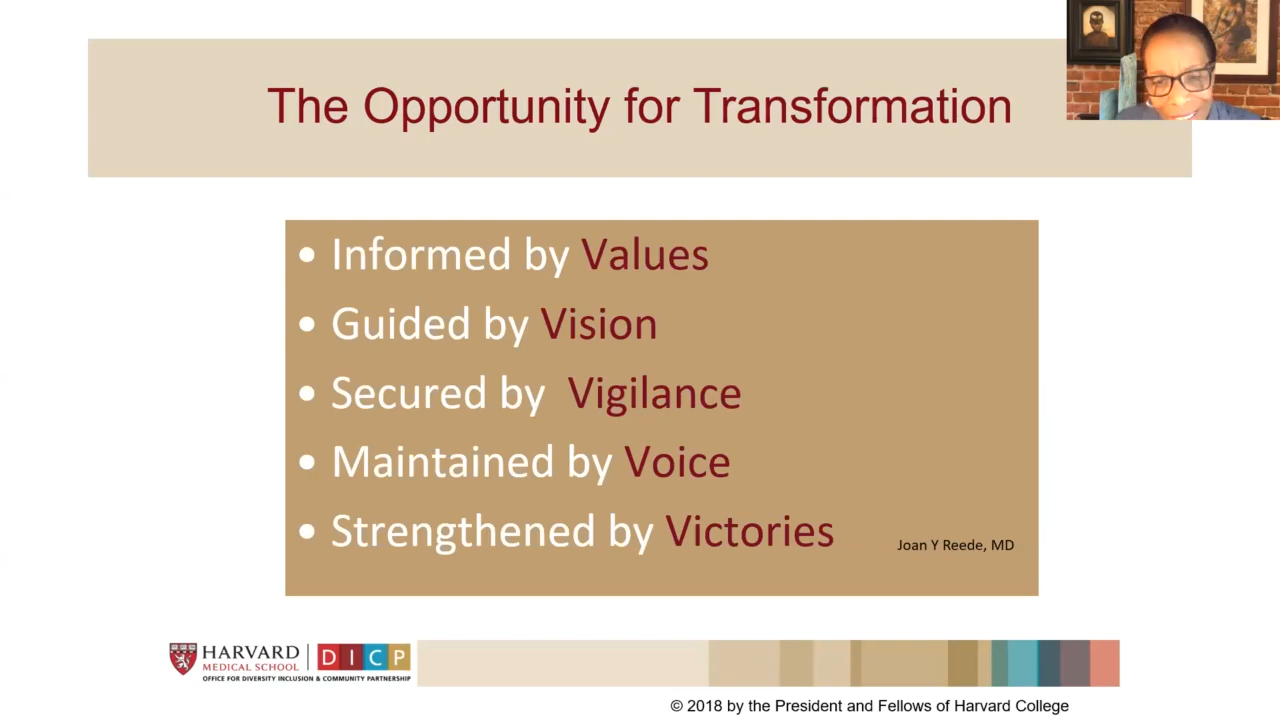 The Opportunity for Transformation
• Informed by Values
• Guided by Vision
• Secured by  Vigilance
• Maintained by Voice
• Strengthened by Victories
Joan Y Reede, MD
HARVARD
MEDICAL SCHOOL
DICP
OFFICE FOR DIVERSITY INCLUSION & COMMUNITY PARTNERSHIP
© 2018 by the President and Fellows of Harvard College